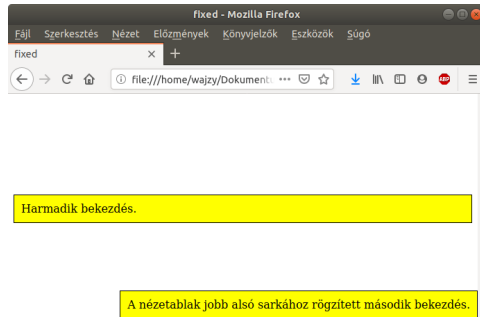 fixed - Mozilla Firefox
Fájl Szerkesztés Nézet Előzmények Könyvjelzők Eszközök Súgó
fixed
file:///home/wajzy/Dokument
ABP
Harmadik bekezdés.
A nézetablak jobb alsó sarkához rögzített második bekezdés.